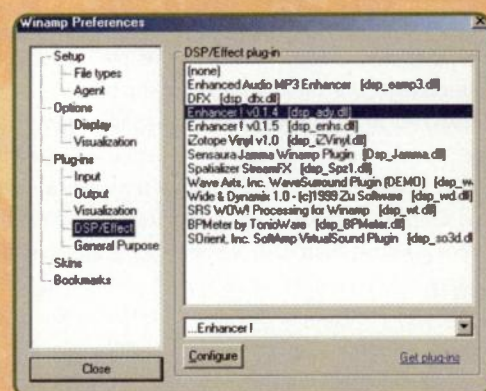 Winamp Preferences
Setup
File types
Agent
Options
Display
Visualization
Plug-ins
Input
Output
Visualization
DSP/Effect
General Purpose
Skins
Bookmarks
Close
DSP/Effect plug-in
(none)
Enhanced Audio MP3 Enhancer [dsp_eamp3.dll]
DFX [dsp_dfx.dll]
Enhancer! v0.1.4 [dsp_ady.dll]
Enhancer! v0.1.5 [dsp_enhs.dll]
iZotope Vinyl v1.0 [dsp_iZVinyl.dll]
Sensaura Jamma Winamp Plugin [Dsp_Jamma.dll]
Spatializer StreamFX [dsp_Spz1.dll]
Wave Arts, Inc. WaveSurround Plugin (DEMO) [dsp_w
Wide & Dynamix 1.0 - (c)1999 Zu Software [dsp_wd.dll]
SRS WOW! Processing for Winamp [dsp_wt.dll]
BPMeter by TonioWare [dsp_BPMeter.dll]
SOrient, Inc. SoftAmp VirtualSound Plugin [dsp_so3d.dl
...Enhancer!
Configure
Get plug-ins